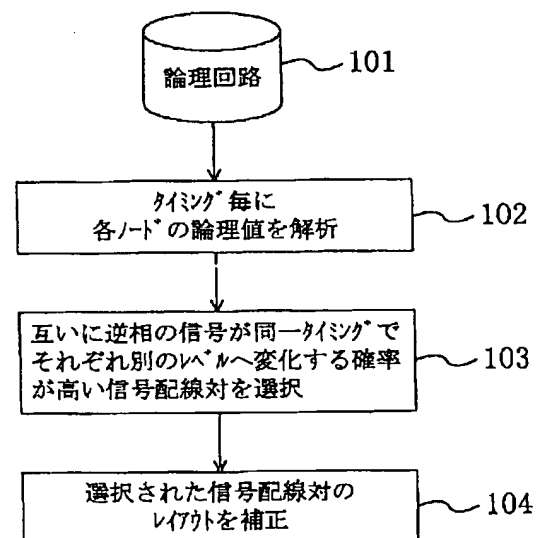 論理回路
101
ﾀｲﾐﾝｸﾞ毎に
各ﾉｰﾄﾞの論理値を解析
102
互いに逆相の信号が同一ﾀｲﾐﾝｸﾞで
それぞれ別のﾚﾍﾞﾙへ変化する確率
が高い信号配線対を選択
103
選択された信号配線対の
ﾚｲｱｳﾄを補正
104